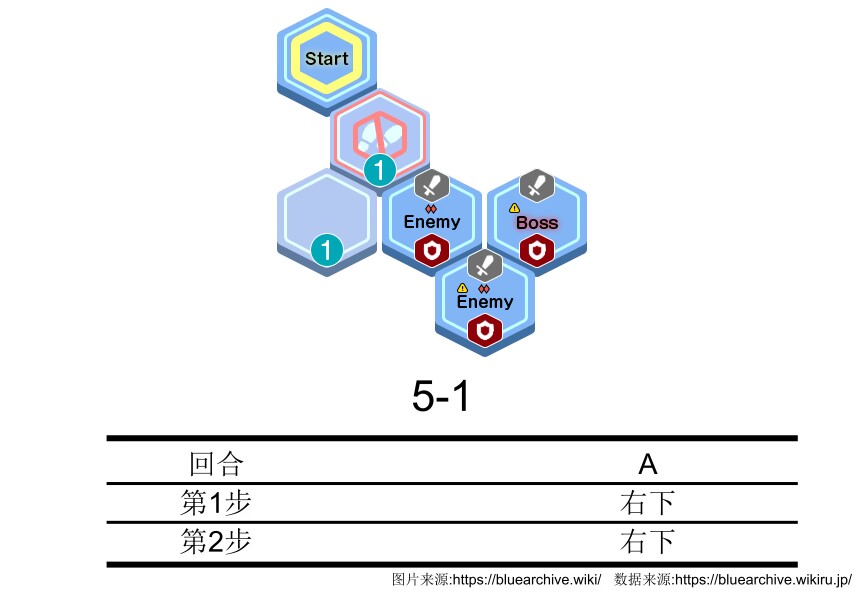 Start
1
Enemy
Boss
1
Enemy
5-1
回合 A
第1步 右下
第2步 右下
图片来源:https://bluearchive.wiki/ 数据来源:https://bluearchive.wikiru.jp/